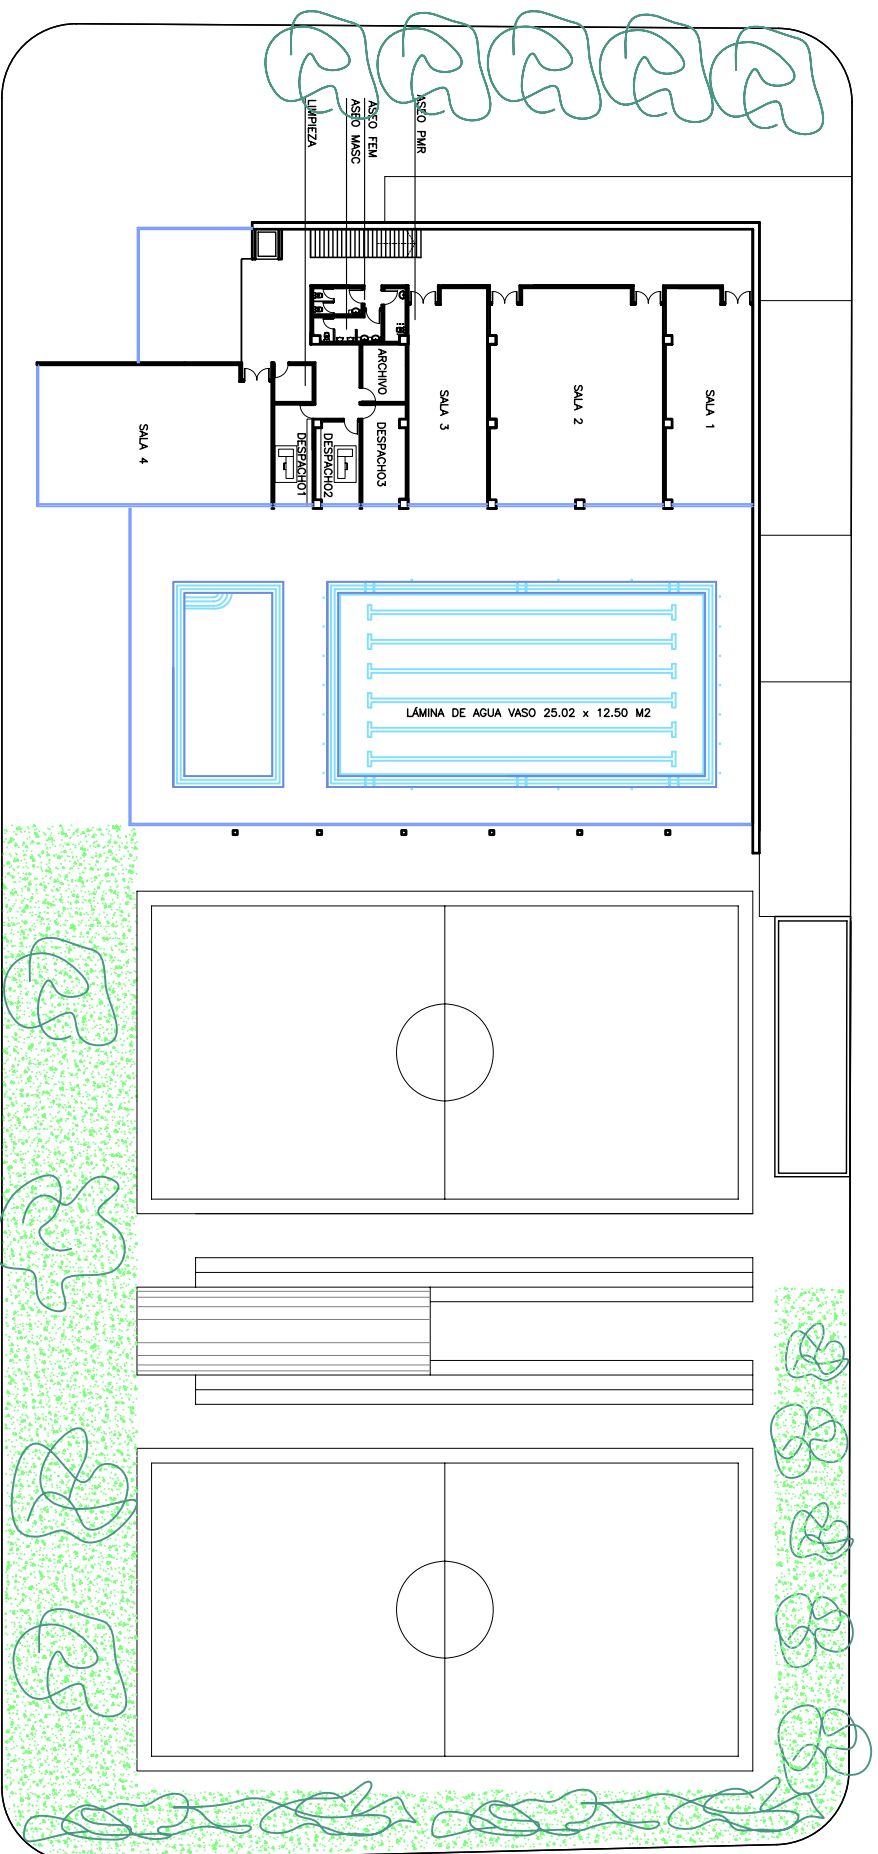 LIMPIEZA
ASEO MASC
ASEO FEM
ASEO PMR
ARCHIVO
SALA 3
SALA 2
SALA 1
SALA 4
DESPACHO1
DESPACHO2
DESPACHO3
LÁMINA DE AGUA VASO 25.02 x 12.50 M2